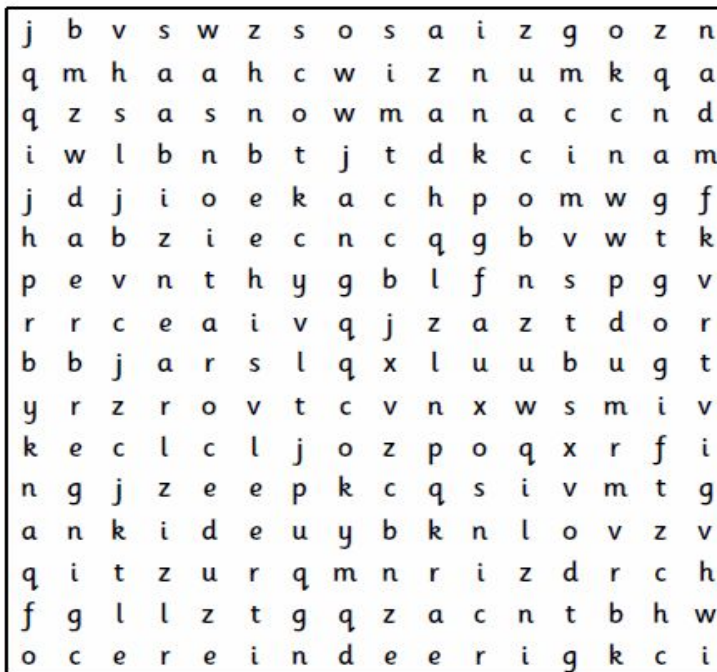 j b v s w z s o s a i z g o z n
q m h a a h c w i z n u m k q a
q z s a s n o w m a n a c c n d
i w l b n b t j t d k c i n a m
j d j i o e k a c h p o m w g f
h a b z i e c n c q g b v w t k
p e v n t h y g b l f n s p g v
r r c e a i v q j z a z t d o r
b b j a r s l q x l u u b u g t
y r z r o v t c v n x w s m i v
k e c l c l j o z p o q x r f i
n g j z e e p k c q s i v m t g
a n k i d e u y b k n l o v z v
q i t z u r q m n r i z d r c h
f g l l z t g q z a c n t b h w
o c e r e i n d e e r i g k c i